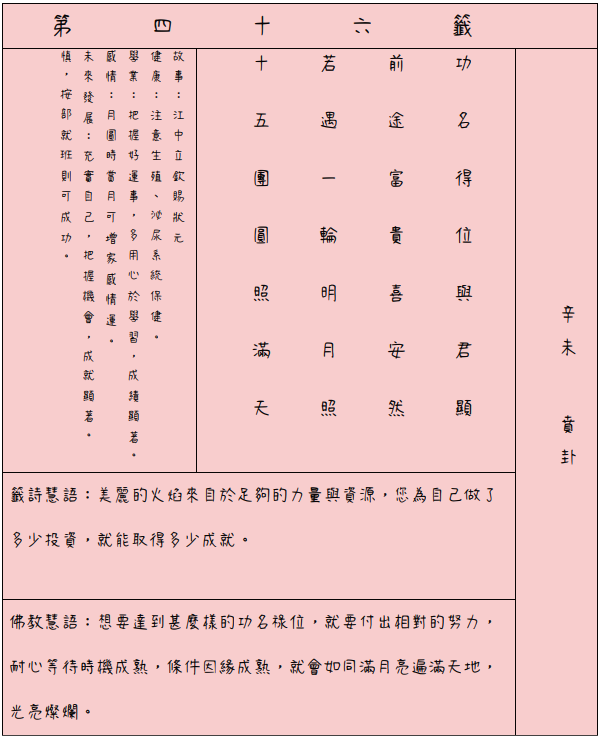 第四十六籤
辛未　賁卦
功名得位與君顯
前途富貴喜安然
若遇一輪明月照
十五團圓照滿天
故事：江中立欽賜狀元
健康：注意生殖、泌尿系統保健。
學業：把握好運事，多用心於學習，成績顯著。
感情：月圓時當月可增家感情運。
未來發展：充實自己，把握機會，成就顯著。
慎，按部就班則可成功。
籤詩慧語：美麗的火焰來自於足夠的力量與資源，您為自己做了
多少投資，就能取得多少成就。
佛教慧語：想要達到甚麼樣的功名祿位，就要付出相對的努力，
耐心等待時機成熟，條件因緣成熟，就會如同滿月亮遍滿天地，
光亮燦爛。